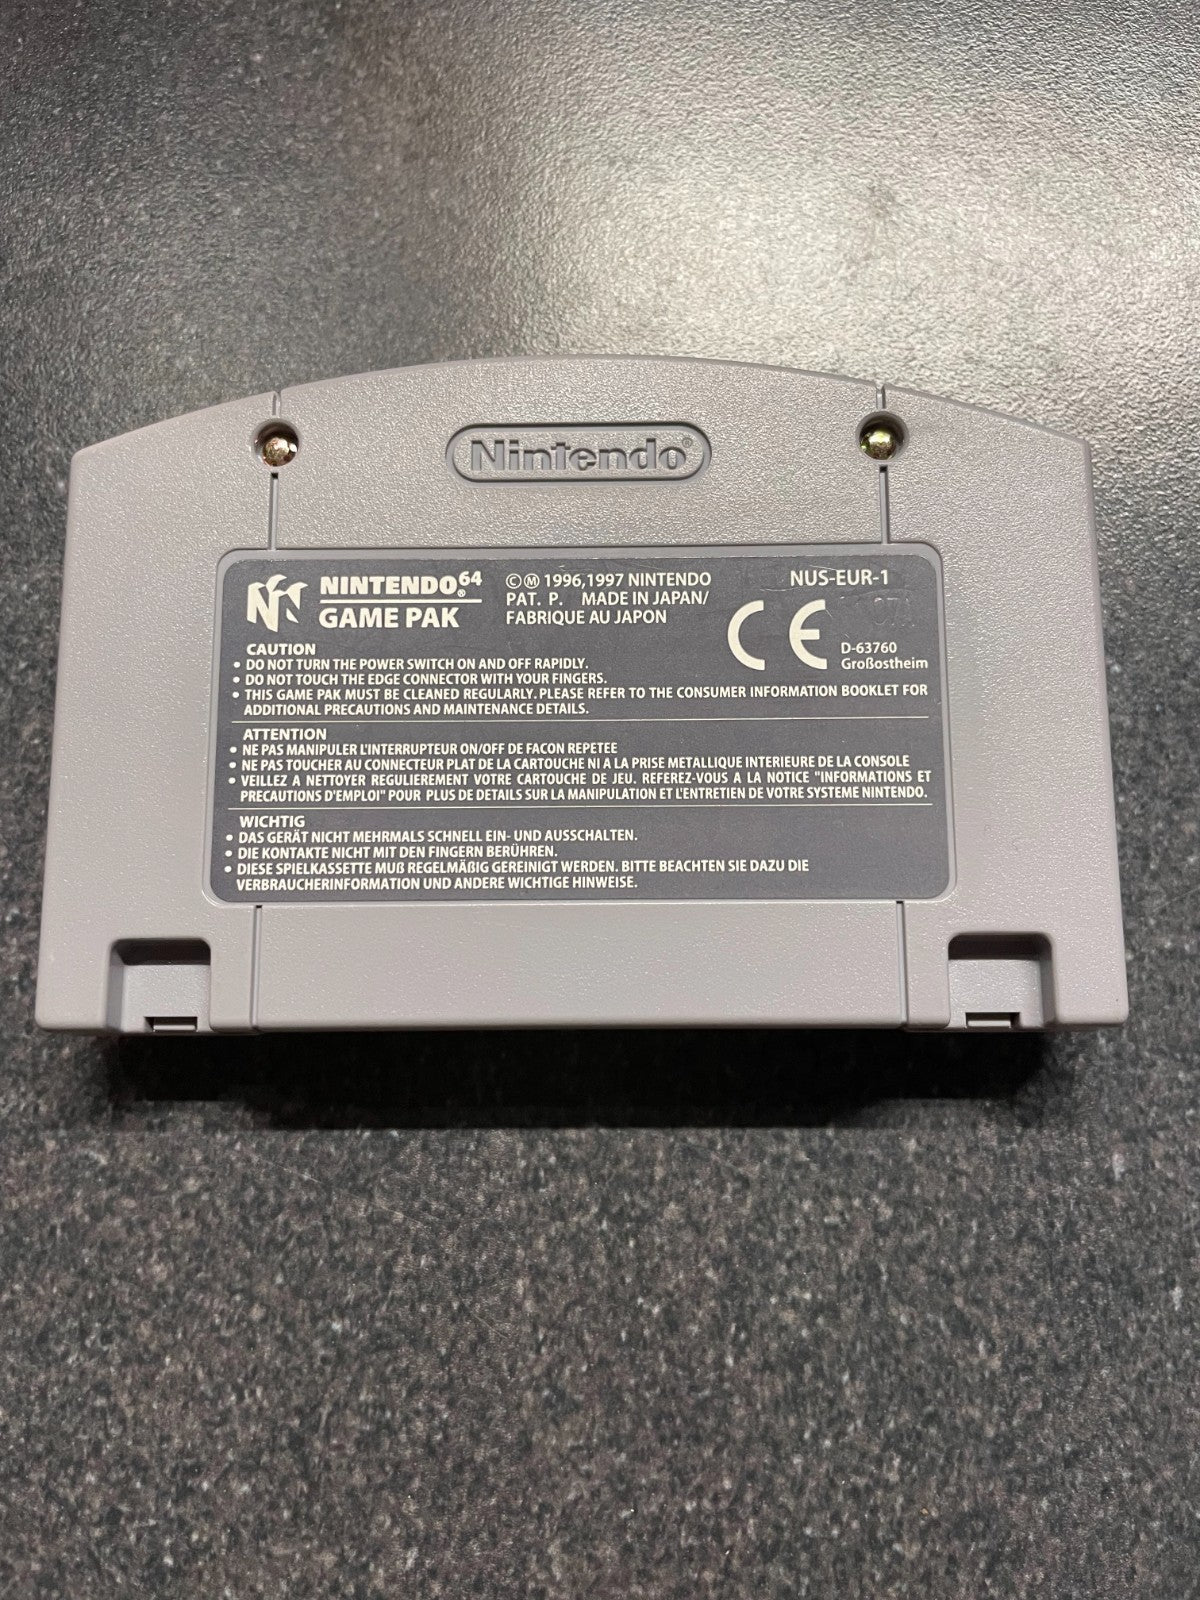 Nintendo®
NINTENDO64®
GAME PAK
©Ⓜ 1996,1997 NINTENDO
PAT. P. MADE IN JAPAN/
FABRIQUE AU JAPON
NUS-EUR-1
CE
D-63760
Großostheim
CAUTION
• DO NOT TURN THE POWER SWITCH ON AND OFF RAPIDLY.
• DO NOT TOUCH THE EDGE CONNECTOR WITH YOUR FINGERS.
• THIS GAME PAK MUST BE CLEANED REGULARLY. PLEASE REFER TO THE CONSUMER INFORMATION BOOKLET FOR
ADDITIONAL PRECAUTIONS AND MAINTENANCE DETAILS.
ATTENTION
• NE PAS MANIPULER L'INTERRUPTEUR ON/OFF DE FACON REPETEE
• NE PAS TOUCHER AU CONNECTEUR PLAT DE LA CARTOUCHE NI A LA PRISE METALLIQUE INTERIEURE DE LA CONSOLE
• VEILLEZ A NETTOYER REGULIEREMENT VOTRE CARTOUCHE DE JEU. REFEREZ-VOUS A LA NOTICE "INFORMATIONS ET
PRECAUTIONS D'EMPLOI" POUR PLUS DE DETAILS SUR LA MANIPULATION ET L'ENTRETIEN DE VOTRE SYSTEME NINTENDO.
WICHTIG
• DAS GERÄT NICHT MEHRMALS SCHNELL EIN- UND AUSSCHALTEN.
• DIE KONTAKTE NICHT MIT DEN FINGERN BERÜHREN.
• DIESE SPIELKASSETTE MUß REGELMÄßIG GEREINIGT WERDEN. BITTE BEACHTEN SIE DAZU DIE
VERBRAUCHERINFORMATION UND ANDERE WICHTIGE HINWEISE.